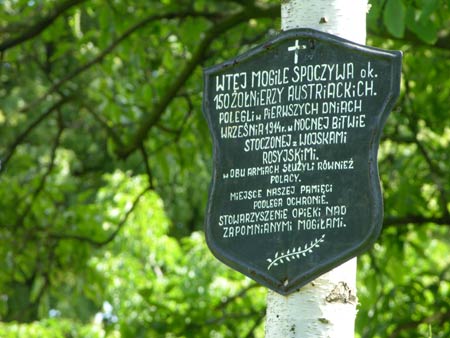 W TEJ MOGILE SPOCZYWA OK.
150 ŻOŁNIERZY AUSTRIACKICH.
POLEGLI W PIERWSZYCH DNIACH
WRZEŚNIA 1914r. W NOCNEJ BITWIE
STOCZONEJ Z WOJSKAMI
ROSYJSKIMI.
W OBU ARMIACH SŁUŻYLI RÓWNIEŻ
POLACY.
MIEJSCE NASZEJ PAMIĘCI
PODLEGA OCHRONIE.
STOWARZYSZENIE OPIEKI NAD
ZAPOMNIANYMI MOGIŁAMI.